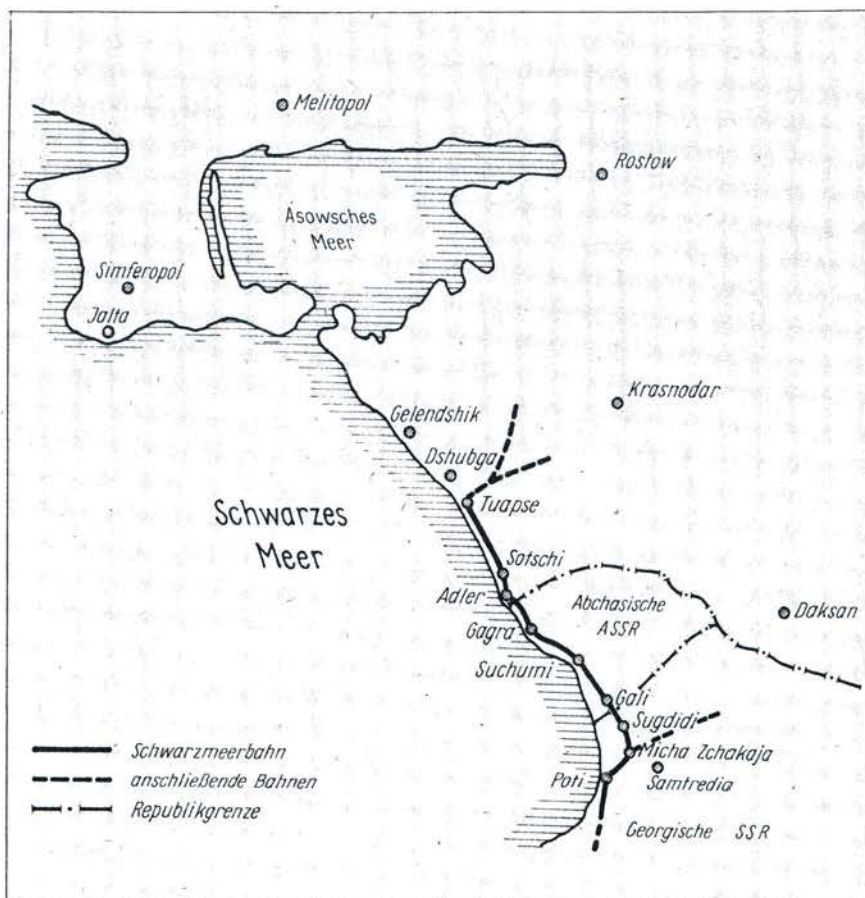 Melitopol
Rostow
Asowsches
Meer
Simferopol
Jalta
Krasnodar
Gelendshik
Dshubga
Tuapse
Schwarzes
Meer
Sotschi
Adler
Abchasische
ASSR
Daksan
Gagra
Suchumi
Gali
Sugdidi
Micha Zchakaja
Samtredia
Poti
Georgische SSR
Schwarzmeerbahn
anschließende Bahnen
Republikgrenze